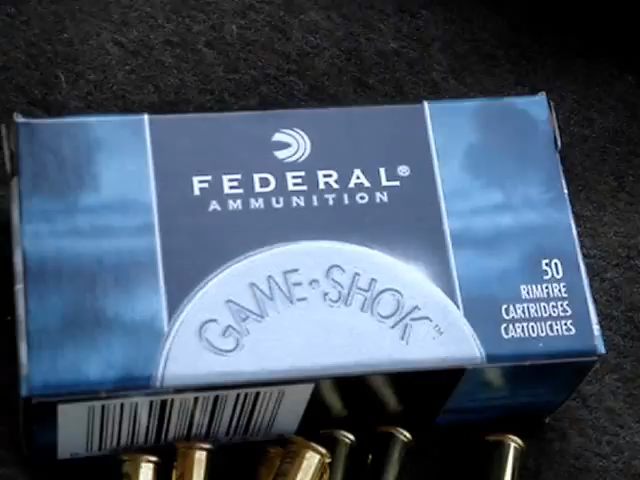 FEDERAL®
AMMUNITION
GAME•SHOK™
50
RIMFIRE
CARTRIDGES
CARTOUCHES